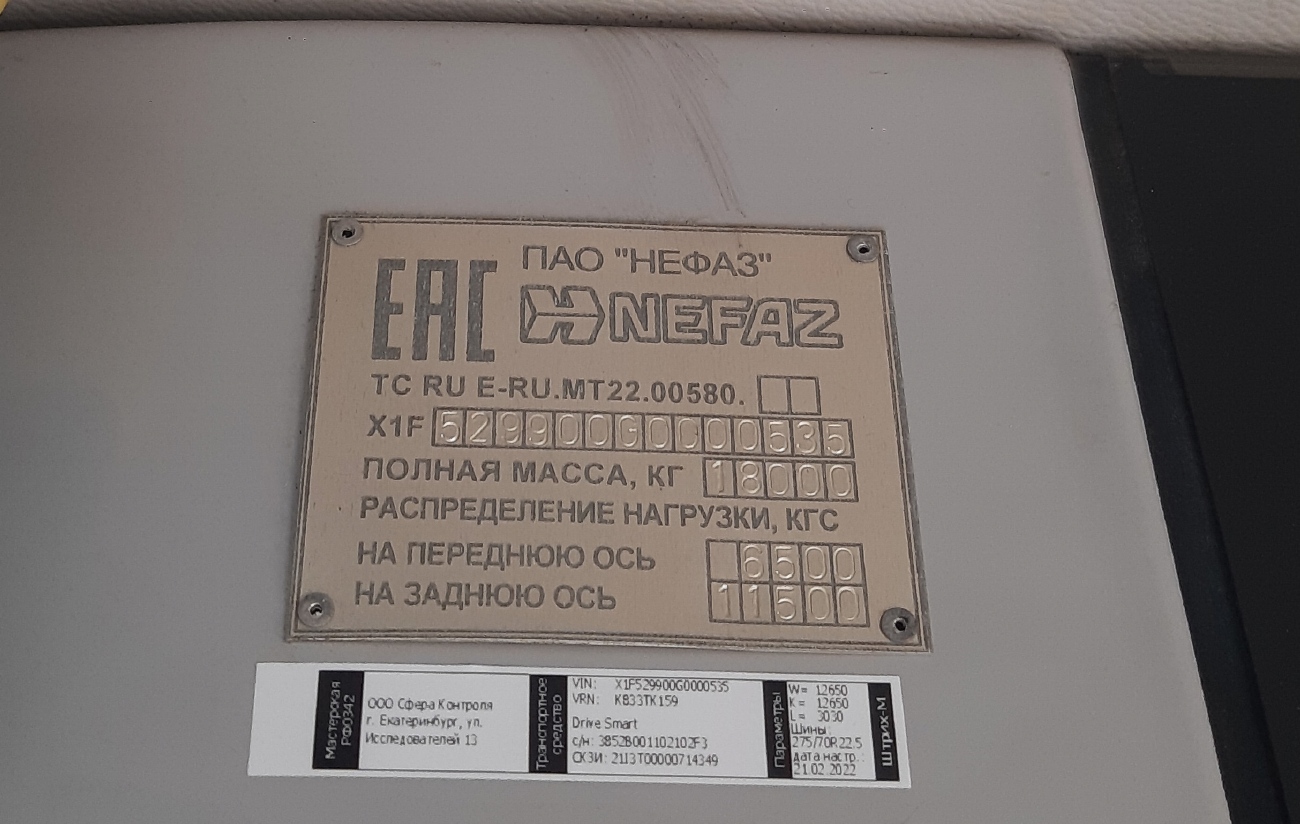 ЕАС
ПАО "НЕФАЗ"
NEFAZ
ТС RU E-RU.MT22.00580.
X1F 529900G0000535
ПОЛНАЯ МАССА, КГ 18000
РАСПРЕДЕЛЕНИЕ НАГРУЗКИ, КГС
НА ПЕРЕДНЮЮ ОСЬ 6500
НА ЗАДНЮЮ ОСЬ 11500
Мастерская
РФ0342
ООО Сфера Контроля
г. Екатеринбург, ул.
Исследователей 13
Транспортное
средство
VIN: X1F529900G0000535
VRN: K833TK159
Drive Smart
с/н: 3852B001102102F3
СКЗИ: 2113T00000714349
Параметры
W= 12650
K= 12650
L= 3030
Шины:
275/70R22.5
дата настр.:
21.02.2022
Штрих-М